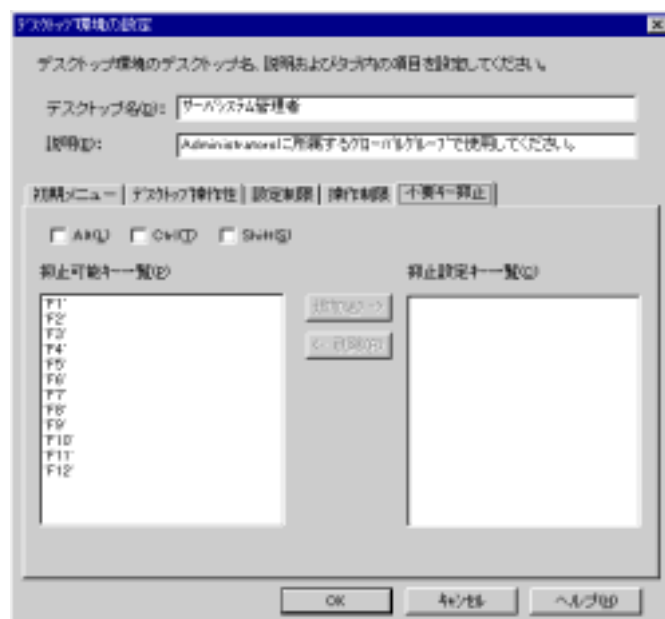 デスクトップ環境の設定
デスクトップ環境のデスクトップ名、説明およびタブ内の項目を設定してください。
デスクトップ名(D): サーバシステム管理者
説明(E): Administratorsに所属するグローバルグループで使用してください。
初期メニュー デスクトップ操作性 設定制限 操作制限 不要キー抑止
Alt(L) Ctrl(T) Shift(S)
抑止可能キー一覧(P) 抑止設定キー一覧(C)
'F1'
'F2'
'F3'
'F4'
'F5'
'F6'
'F7'
'F8'
'F9'
'F10'
'F11'
'F12'
OK キャンセル ヘルプ(H)